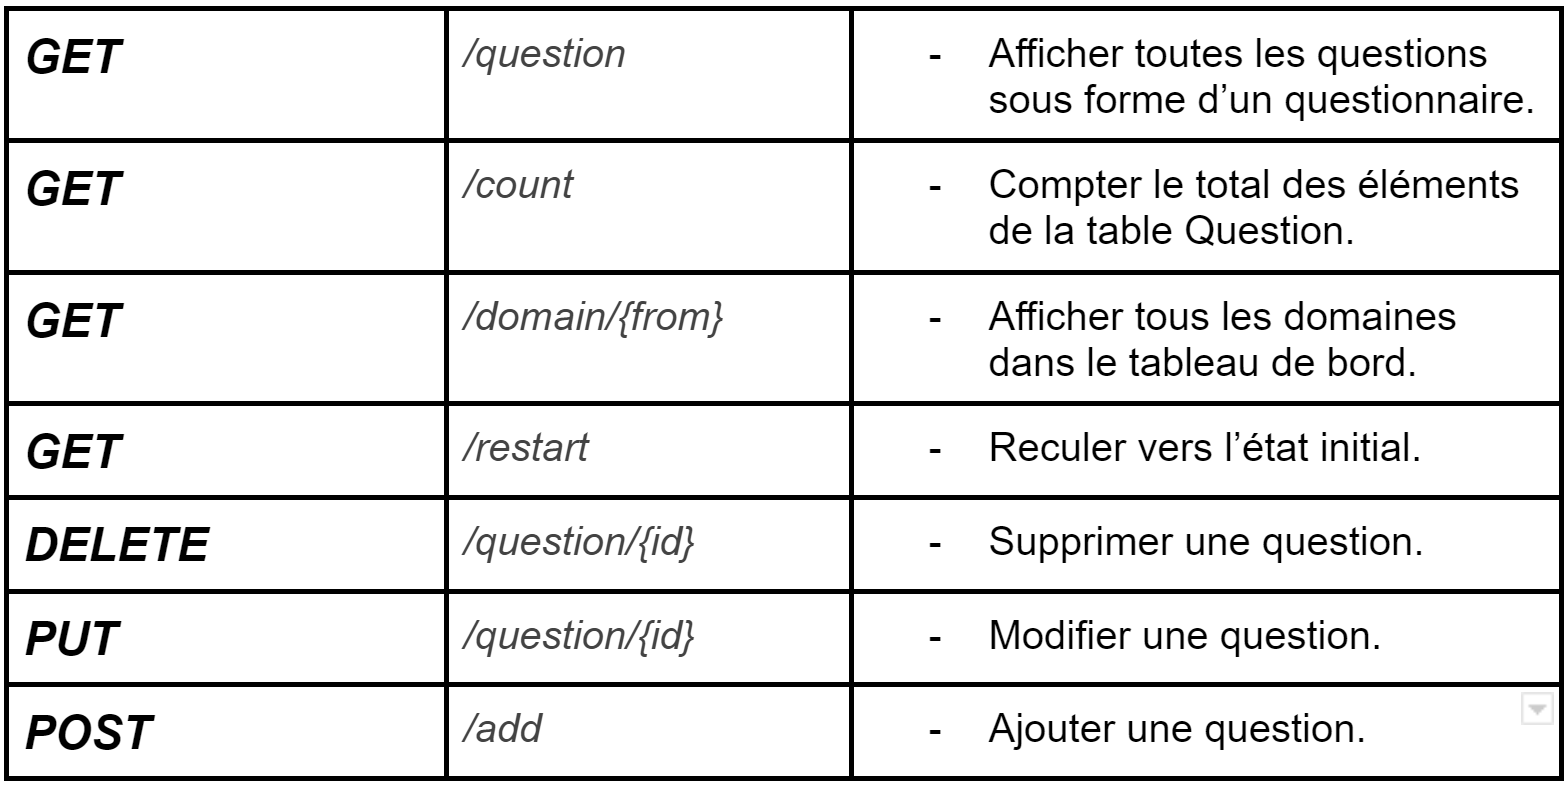 GET /question - Afficher toutes les questions
sous forme d’un questionnaire.
GET /count - Compter le total des éléments
de la table Question.
GET /domain/{from} - Afficher tous les domaines
dans le tableau de bord.
GET /restart - Reculer vers l’état initial.
DELETE /question/{id} - Supprimer une question.
PUT /question/{id} - Modifier une question.
POST /add - Ajouter une question.